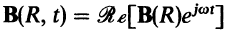 𝐁(R, t) = ℛℯ[𝐁(R)e^{jωt}]